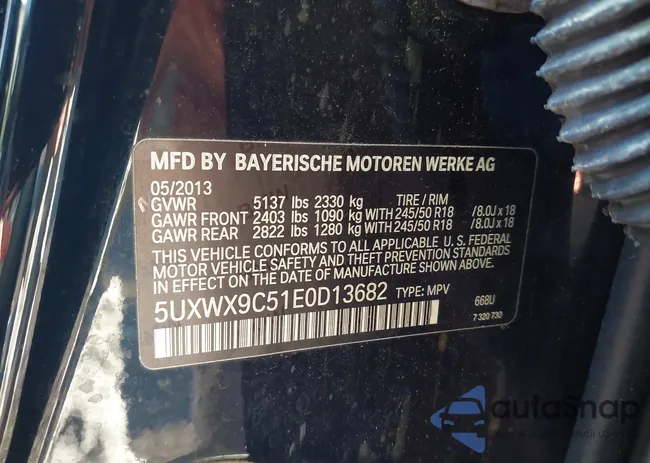 MFD BY BAYERISCHE MOTOREN WERKE AG
05/2013
GVWR 5137 lbs 2330 kg TIRE / RIM
GAWR FRONT 2403 lbs 1090 kg WITH 245/50 R18 /8.0J x 18
GAWR REAR 2822 lbs 1280 kg WITH 245/50 R18 /8.0J x 18
THIS VEHICLE CONFORMS TO ALL APPLICABLE U. S. FEDERAL
MOTOR VEHICLE SAFETY AND THEFT PREVENTION STANDARDS
IN EFFECT ON THE DATE OF MANUFACTURE SHOWN ABOVE.
5UXWX9C51E0D13682 TYPE: MPV 668U
7 320 730
autoSnap